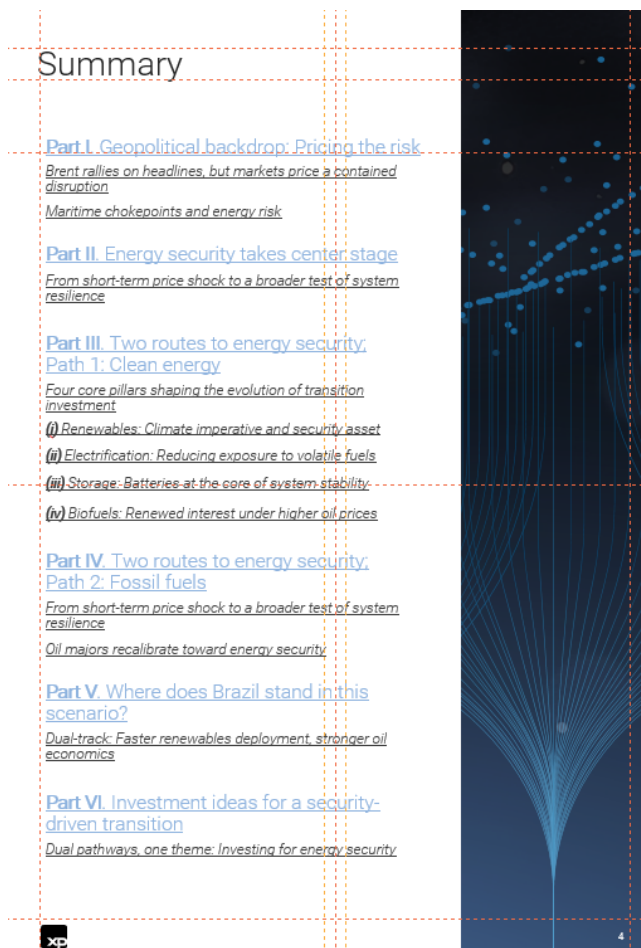 Summary
Part I. Geopolitical backdrop: Pricing the risk
Brent rallies on headlines, but markets price a contained
disruption
Maritime chokepoints and energy risk
Part II. Energy security takes center stage
From short-term price shock to a broader test of system
resilience
Part III. Two routes to energy security;
Path 1: Clean energy
Four core pillars shaping the evolution of transition
investment
(i) Renewables: Climate imperative and security asset
(ii) Electrification: Reducing exposure to volatile fuels
(iii) Storage: Batteries at the core of system stability
(iv) Biofuels: Renewed interest under higher oil prices
Part IV. Two routes to energy security;
Path 2: Fossil fuels
From short-term price shock to a broader test of system
resilience
Oil majors recalibrate toward energy security
Part V. Where does Brazil stand in this
scenario?
Dual-track: Faster renewables deployment, stronger oil
economics
Part VI. Investment ideas for a security-
driven transition
Dual pathways, one theme: Investing for energy security
xp
4